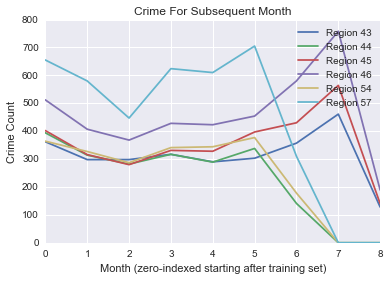 Crime For Subsequent Month
800
700
600
500
400
300
200
100
0
Crime Count
Region 43
Region 44
Region 45
Region 46
Region 54
Region 57
0 1 2 3 4 5 6 7 8
Month (zero-indexed starting after training set)